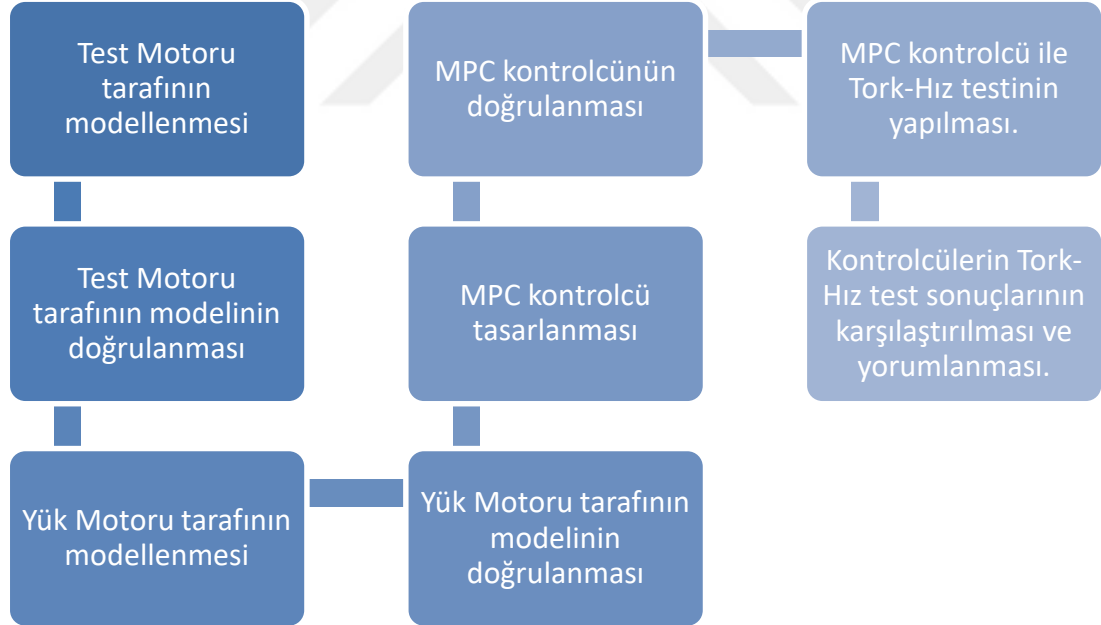 Test Motoru
tarafının
modellenmesi
Test Motoru
tarafının modelinin
doğrulanması
Yük Motoru tarafının
modellenmesi
Yük Motoru tarafının
modelinin
doğrulanması
MPC kontrolcü
tasarlanması
MPC kontrolcünün
doğrulanması
MPC kontrolcü ile
Tork-Hız testinin
yapılması.
Kontrolcülerin Tork-
Hız test sonuçlarının
karşılaştırılması ve
yorumlanması.